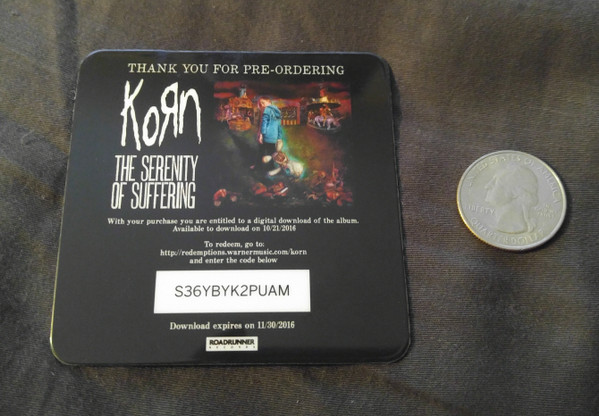 THANK YOU FOR PRE-ORDERING
KoRn
THE SERENITY
OF SUFFERING
With your purchase you are entitled to a digital download of the album.
Available to download on 10/21/2016
To redeem, go to:
http://redemptions.warnermusic.com/korn
and enter the code below
S36YBYK2PUAM
Download expires on 11/30/2016
ROADRUNNER
RECORDS
LIBERTY